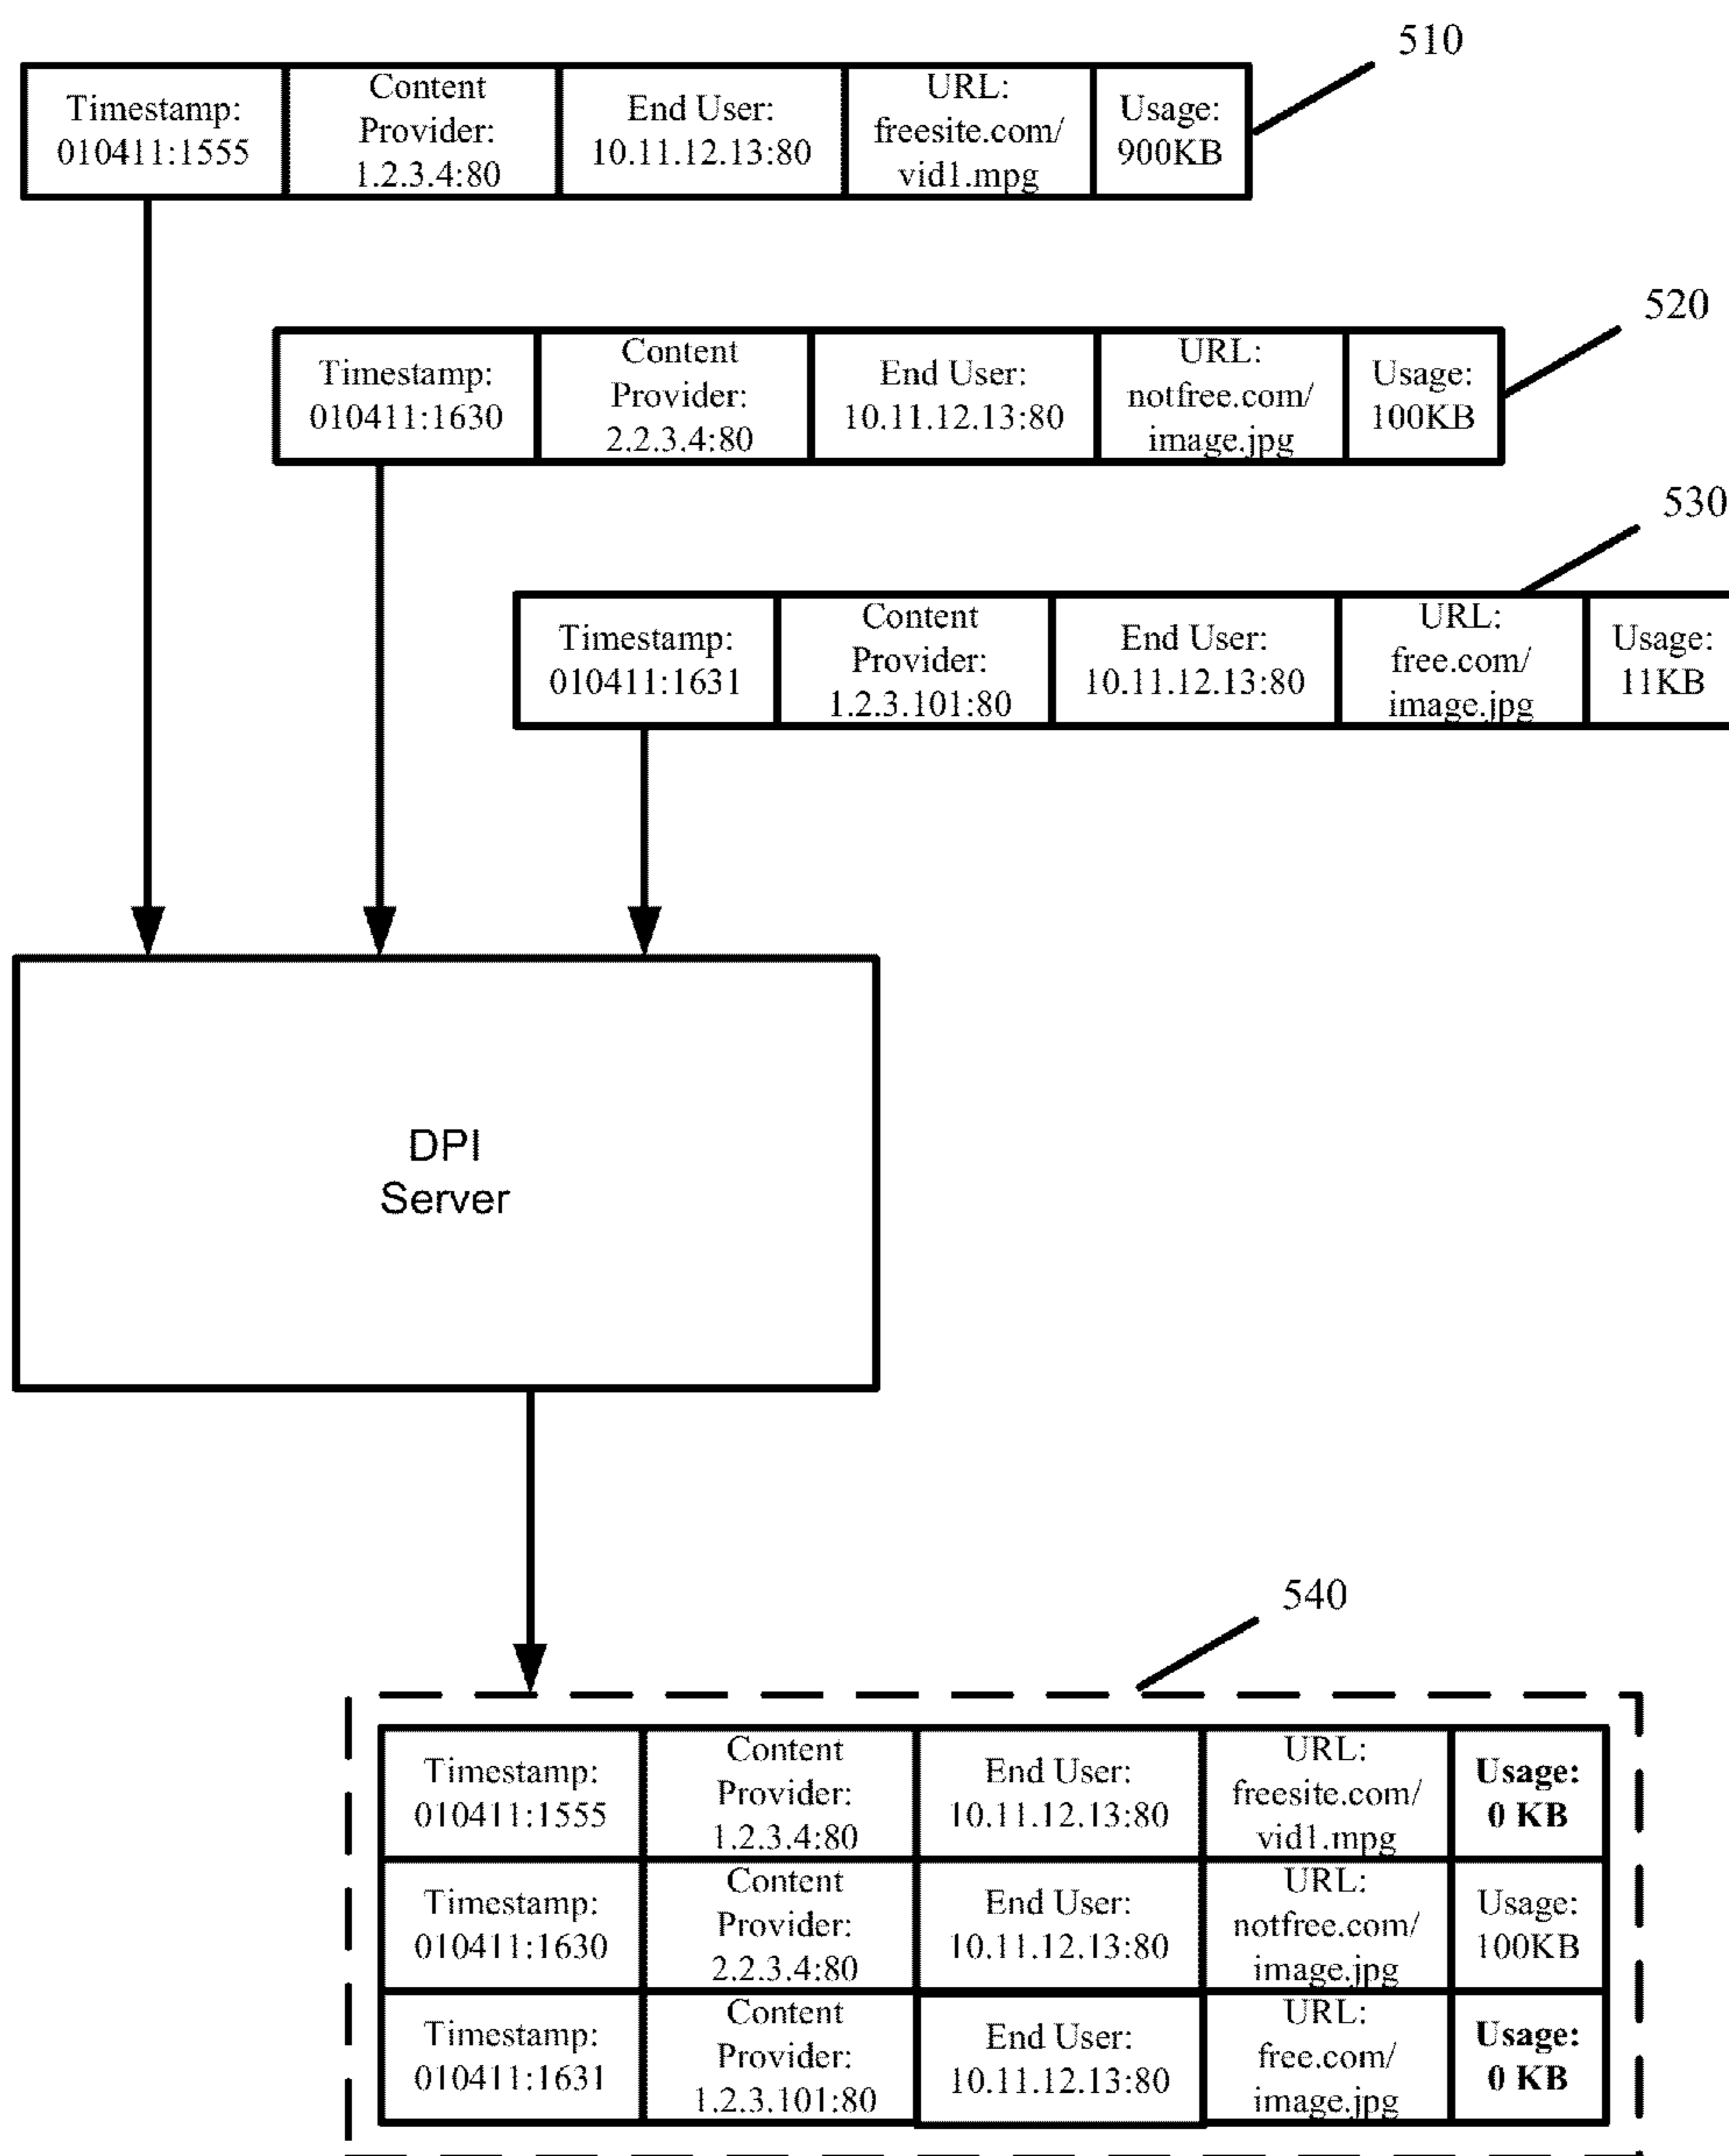 510
Timestamp:
010411:1555
Content
Provider:
1.2.3.4:80
End User:
10.11.12.13:80
URL:
freesite.com/
vid1.mpg
Usage:
900KB
520
Timestamp:
010411:1630
Content
Provider:
2.2.3.4:80
End User:
10.11.12.13:80
URL:
notfree.com/
image.jpg
Usage:
100KB
530
Timestamp:
010411:1631
Content
Provider:
1.2.3.101:80
End User:
10.11.12.13:80
URL:
free.com/
image.jpg
Usage:
11KB
DPI
Server
540
Timestamp:
010411:1555
Content
Provider:
1.2.3.4:80
End User:
10.11.12.13:80
URL:
freesite.com/
vid1.mpg
Usage:
0 KB
Timestamp:
010411:1630
Content
Provider:
2.2.3.4:80
End User:
10.11.12.13:80
URL:
notfree.com/
image.jpg
Usage:
100KB
Timestamp:
010411:1631
Content
Provider:
1.2.3.101:80
End User:
10.11.12.13:80
URL:
free.com/
image.jpg
Usage:
0 KB